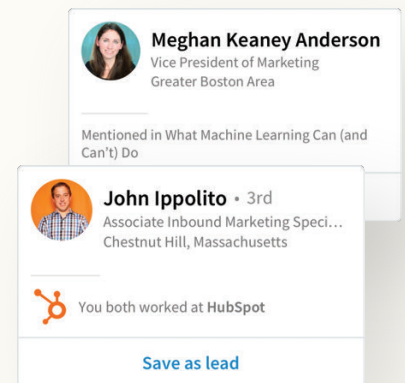 Meghan Keaney Anderson
Vice President of Marketing
Greater Boston Area
Mentioned in What Machine Learning Can (and
Can't) Do
John Ippolito • 3rd
Associate Inbound Marketing Speci...
Chestnut Hill, Massachusetts
You both worked at HubSpot
Save as lead